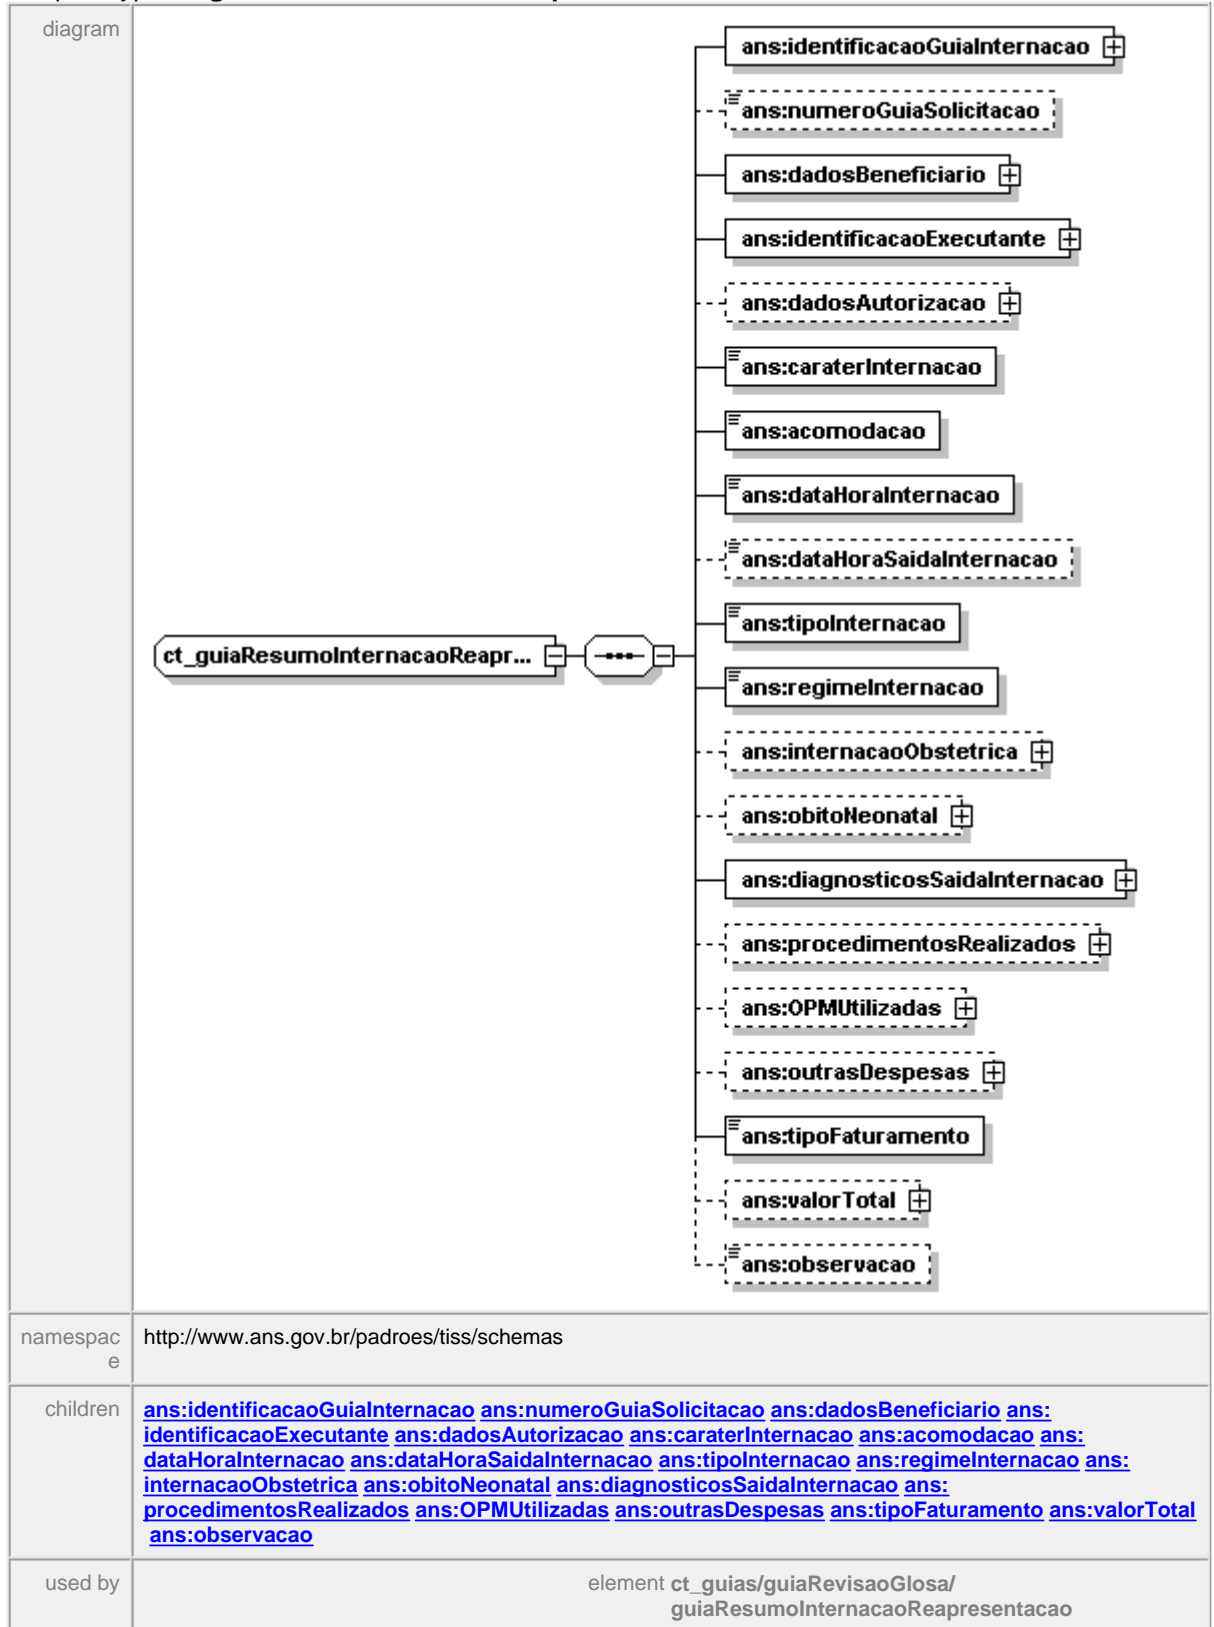 diagram
ans:identificacaoGuiaInternacao
ans:numeroGuiaSolicitacao
ans:dadosBeneficiario
ans:identificacaoExecutante
ans:dadosAutorizacao
ans:caraterInternacao
ans:acomodacao
ans:dataHoraInternacao
ans:dataHoraSaidaInternacao
ans:tipoInternacao
ct_guiaResumoInternacaoReapr...
ans:regimeInternacao
ans:internacaoObstetrica
ans:obitoNeonatal
ans:diagnosticosSaidaInternacao
ans:procedimentosRealizados
ans:OPMUtilizadas
ans:outrasDespesas
ans:tipoFaturamento
ans:valorTotal
ans:observacao
namespac
e
http://www.ans.gov.br/padroes/tiss/schemas
children
ans:identificacaoGuiaInternacao ans:numeroGuiaSolicitacao ans:dadosBeneficiario ans:
identificacaoExecutante ans:dadosAutorizacao ans:caraterInternacao ans:acomodacao ans:
dataHoraInternacao ans:dataHoraSaidaInternacao ans:tipoInternacao ans:regimeInternacao ans:
internacaoObstetrica ans:obitoNeonatal ans:diagnosticosSaidaInternacao ans:
procedimentosRealizados ans:OPMUtilizadas ans:outrasDespesas ans:tipoFaturamento ans:valorTotal
ans:observacao
used by
element ct_guias/guiaRevisaoGlosa/
guiaResumoInternacaoReapresentacao